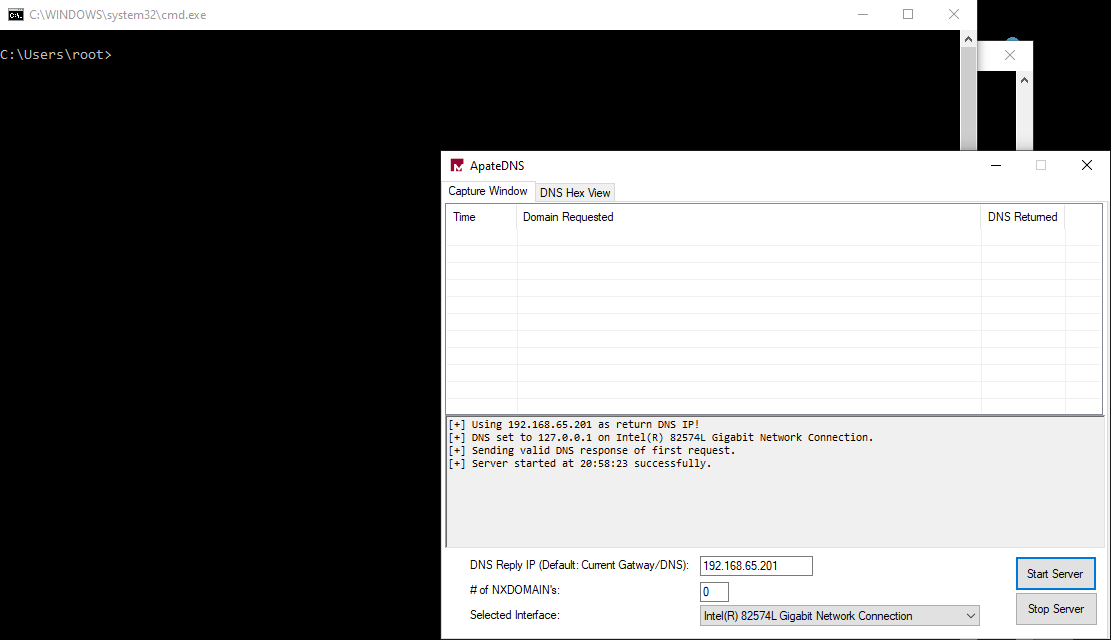 C:\WINDOWS\system32\cmd.exe
C:\Users\root>
ApateDNS
Capture Window DNS Hex View
Time Domain Requested DNS Returned
[+] Using 192.168.65.201 as return DNS IP!
[+] DNS set to 127.0.0.1 on Intel(R) 82574L Gigabit Network Connection.
[+] Sending valid DNS response of first request.
[+] Server started at 20:58:23 successfully.
DNS Reply IP (Default: Current Gatway/DNS): 192.168.65.201
# of NXDOMAIN's: 0
Selected Interface: Intel(R) 82574L Gigabit Network Connection
Start Server
Stop Server